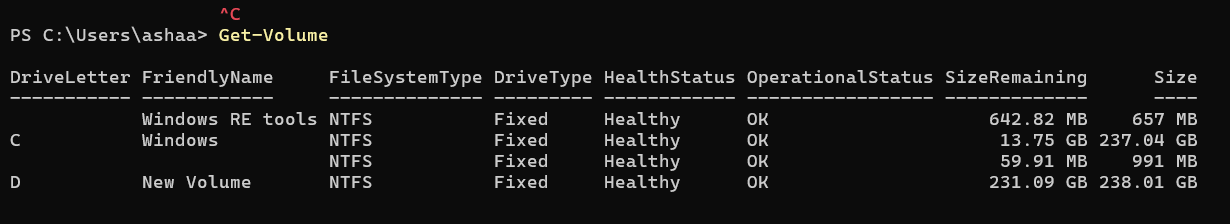 ^C
PS C:\Users\ashaa> Get-Volume
DriveLetter FriendlyName     FileSystemType DriveType HealthStatus OperationalStatus SizeRemaining      Size
----------- ------------     -------------- --------- ------------ ----------------- -------------      ----
            Windows RE tools NTFS           Fixed     Healthy      OK                    642.82 MB    657 MB
C           Windows          NTFS           Fixed     Healthy      OK                     13.75 GB 237.04 GB
                             NTFS           Fixed     Healthy      OK                     59.91 MB    991 MB
D           New Volume       NTFS           Fixed     Healthy      OK                    231.09 GB 238.01 GB